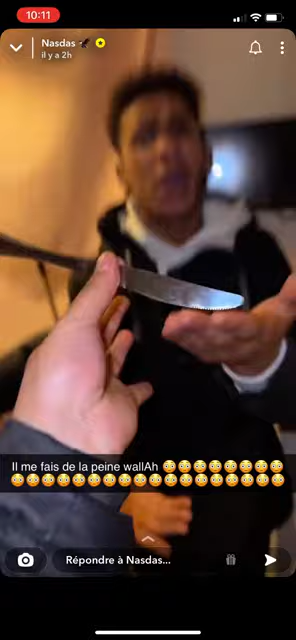 10:11
Nasdas
il y a 2h
Il me fais de la peine wallAh 😳😳😳😳😳😳😳😳
😳😳😳😳😳😳😳😳😳😳😳😳😳😳😳😳😳😳
Répondre à Nasdas...